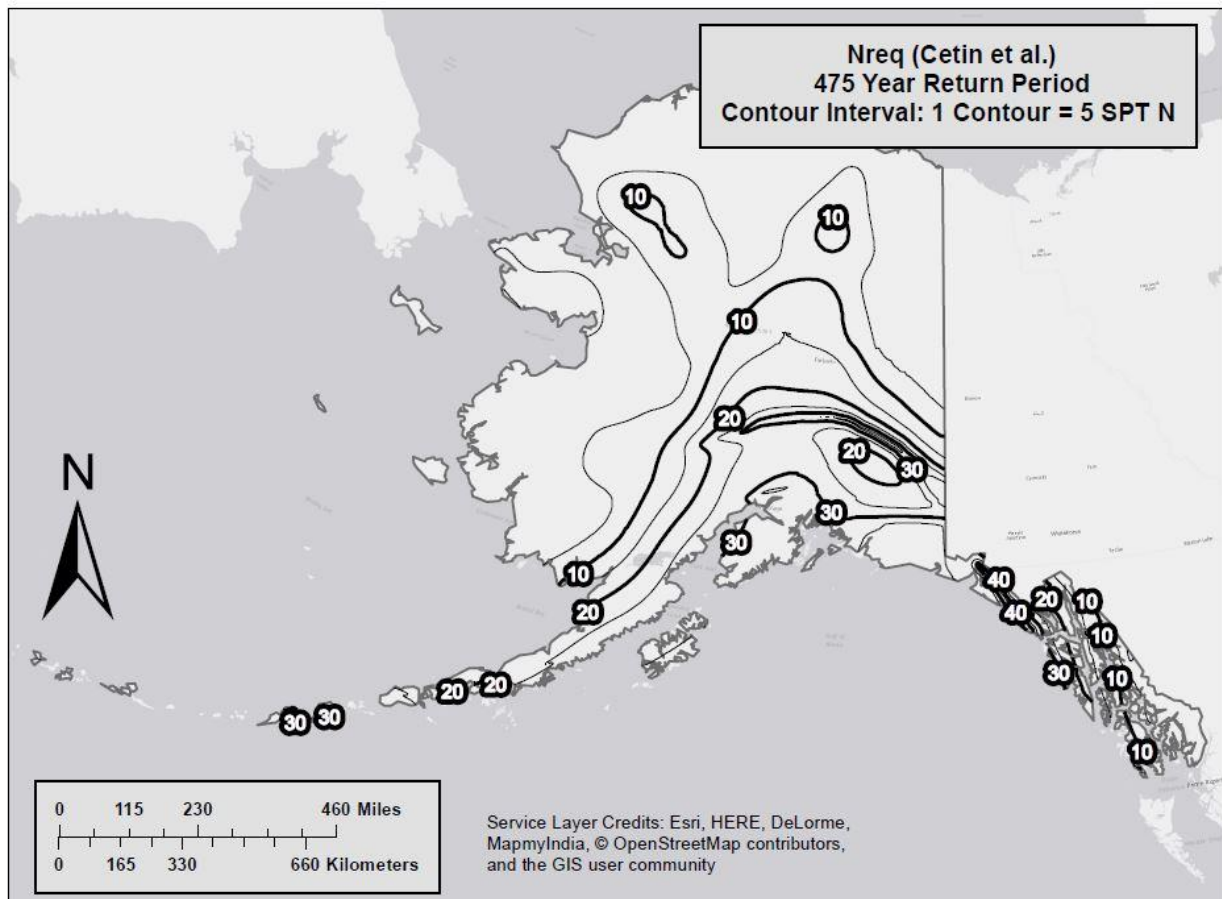 Nreq (Cetin et al.)
475 Year Return Period
Contour Interval: 1 Contour = 5 SPT N
10
10
10
20
20
30
30
30
10
20
40
40
20
10
10
10
30
10
20
20
30
30
N
0 115 230 460 Miles
0 165 330 660 Kilometers
Service Layer Credits: Esri, HERE, DeLorme,
MapmyIndia, © OpenStreetMap contributors,
and the GIS user community